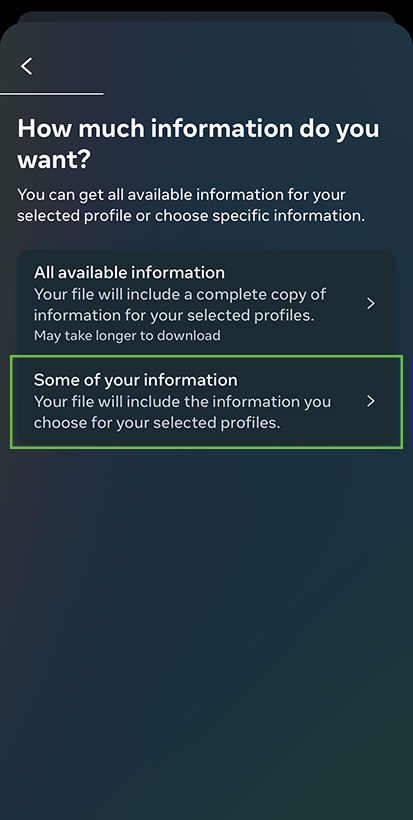 How much information do you
want?
You can get all available information for your
selected profile or choose specific information.
All available information
Your file will include a complete copy of
information for your selected profiles.
May take longer to download
Some of your information
Your file will include the information you
choose for your selected profiles.